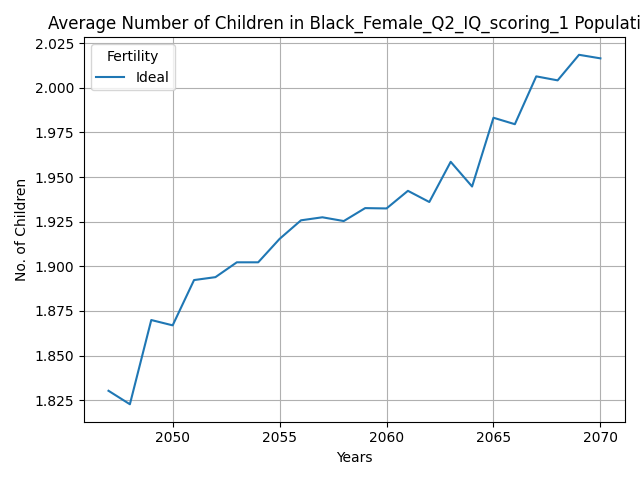 Average Number of Children in Black_Female_Q2_IQ_scoring_1 Populati
Fertility
Ideal
No. of Children
2.025
2.000
1.975
1.950
1.925
1.900
1.875
1.850
1.825
2050 2055 2060 2065 2070
Years